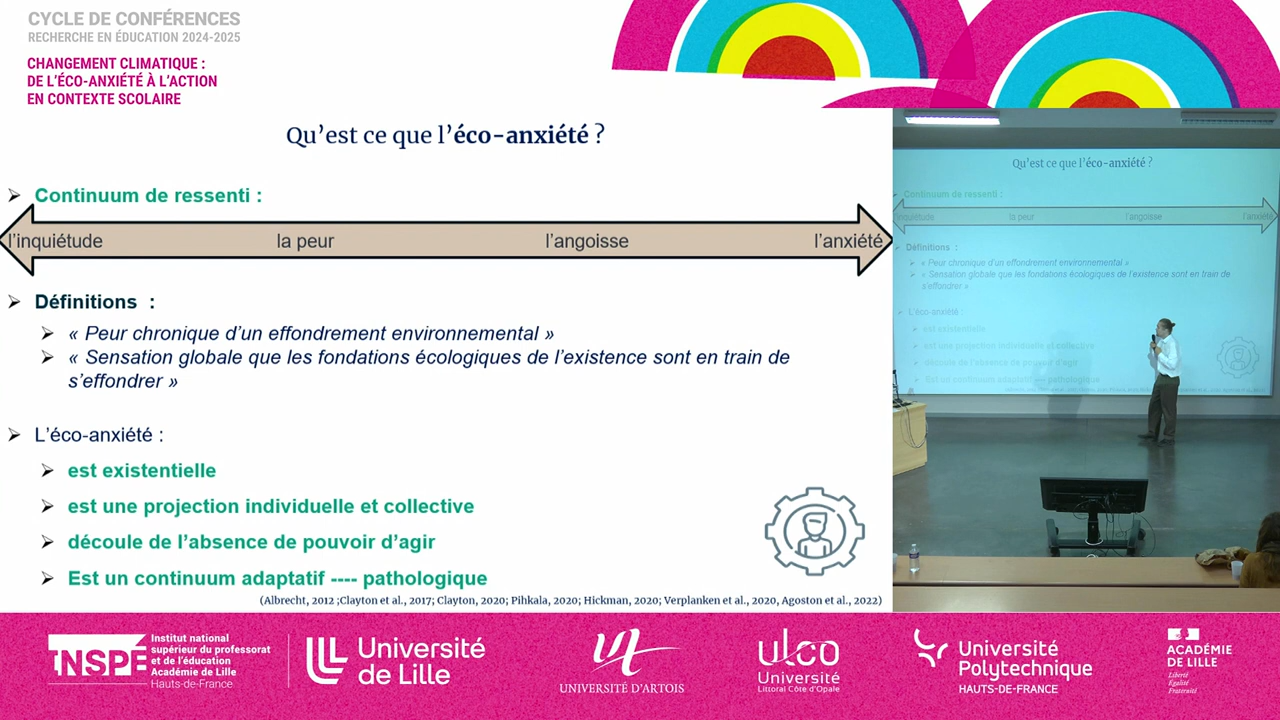 CYCLE DE CONFÉRENCES
RECHERCHE EN ÉDUCATION 2024-2025
CHANGEMENT CLIMATIQUE :
DE L'ÉCO-ANXIÉTÉ À L'ACTION
EN CONTEXTE SCOLAIRE
Qu'est ce que l'éco-anxiété ?
Continuum de ressenti :
l'inquiétude la peur l'angoisse l'anxiété
Définitions :
« Peur chronique d'un effondrement environnemental »
« Sensation globale que les fondations écologiques de l'existence sont en train de
s'effondrer »
L'éco-anxiété :
est existentielle
est une projection individuelle et collective
découle de l'absence de pouvoir d'agir
Est un continuum adaptatif ---- pathologique
(Albrecht, 2012 ;Clayton et al., 2017; Clayton, 2020; Pihkala, 2020; Hickman, 2020; Verplanken et al., 2020, Agoston et al., 2022)
Qu'est ce que l'éco-anxiété ?
Continuum de ressenti :
l'inquiétude la peur l'angoisse l'anxiété
Définitions :
« Peur chronique d'un effondrement environnemental »
« Sensation globale que les fondations écologiques de l'existence sont en train de
s'effondrer »
L'éco-anxiété :
est existentielle
est une projection individuelle et collective
découle de l'absence de pouvoir d'agir
Est un continuum adaptatif ---- pathologique
INSPÉ
Institut national
supérieur du professorat
et de l'éducation
Académie de Lille
Hauts-de-France
Université
de Lille
UNIVERSITÉ D'ARTOIS
ulco
Université
Littoral Côte d'Opale
Université
Polytechnique
HAUTS-DE-FRANCE
ACADÉMIE
DE LILLE
Liberté
Égalité
Fraternité